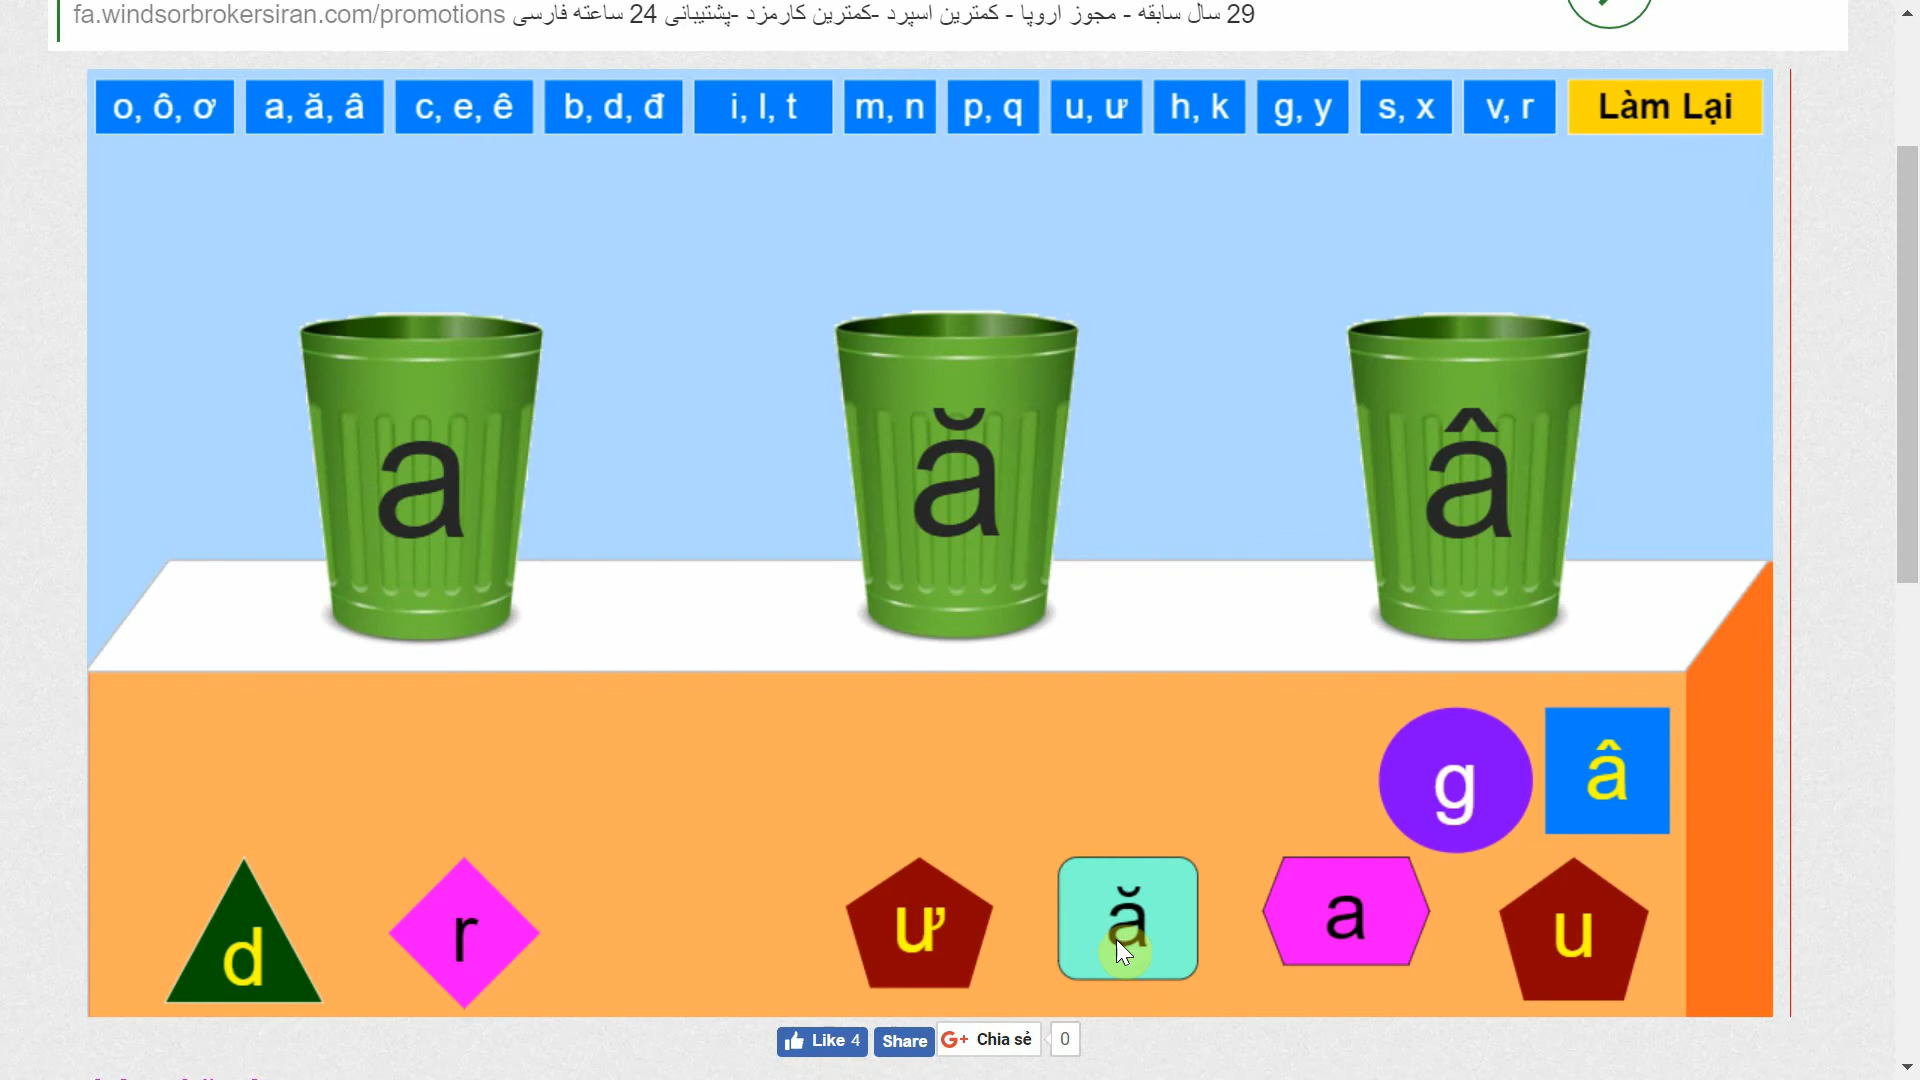 fa.windsorbrokersiran.com/promotions 29 سال سابقه - مجوز اروپا - کمترین اسپرد -کمترین کارمزد -پشتیبانی 24 ساعته فارسی
o, ô, ơ a, ă, â c, e, ê b, d, đ i, l, t m, n p, q u, ư h, k g, y s, x v, r Làm Lại
a ă â
g â
d r ư ă a u
Like 4 Share G+ Chia sẻ 0